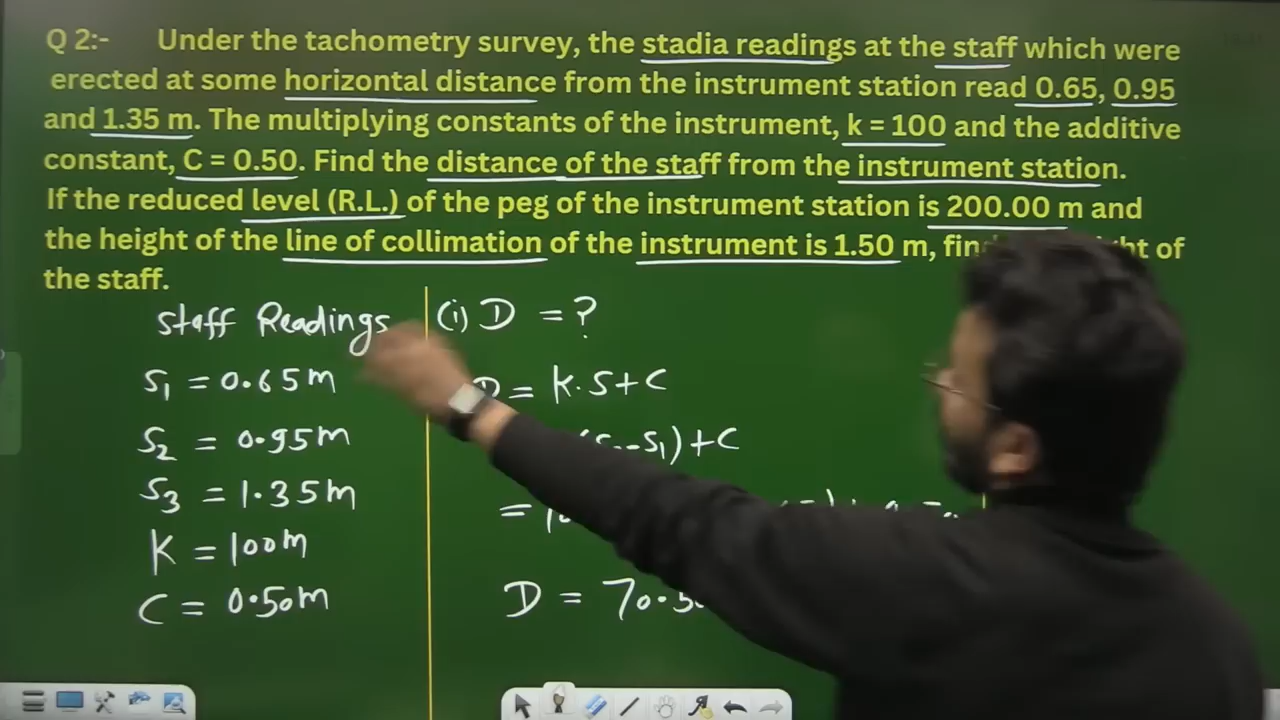 Q 2:- Under the tachometry survey, the stadia readings at the staff which were
erected at some horizontal distance from the instrument station read 0.65, 0.95
and 1.35 m. The multiplying constants of the instrument, k = 100 and the additive
constant, C = 0.50. Find the distance of the staff from the instrument station.
If the reduced level (R.L.) of the peg of the instrument station is 200.00 m and
the height of the line of collimation of the instrument is 1.50 m, of
the staff.
Staff Readings
S1 = 0.65m
S2 = 0.95m
S3 = 1.35m
K = 100m
C = 0.50m
(i) D = ?
D = K.S+C
S1) + C
=
D = 70.5